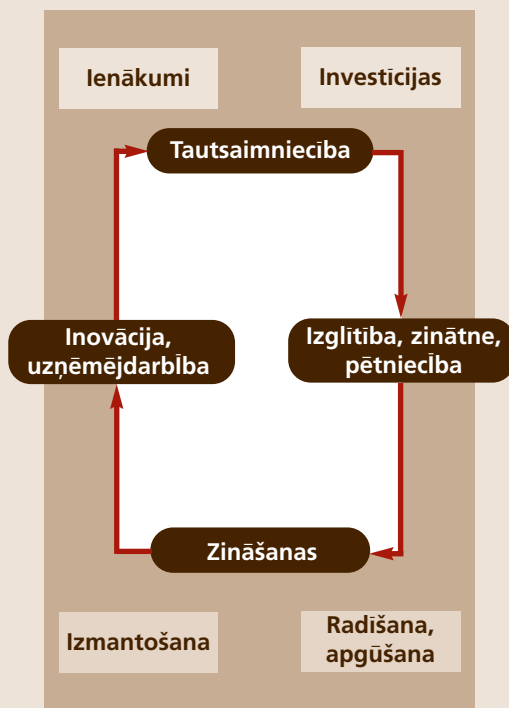 Ienākumi
Investīcijas
Tautsaimniecība
Inovācija,
uzņēmējdarbība
Izglītība, zinātne,
pētniecība
Zināšanas
Izmantošana
Radīšana,
apgūšana